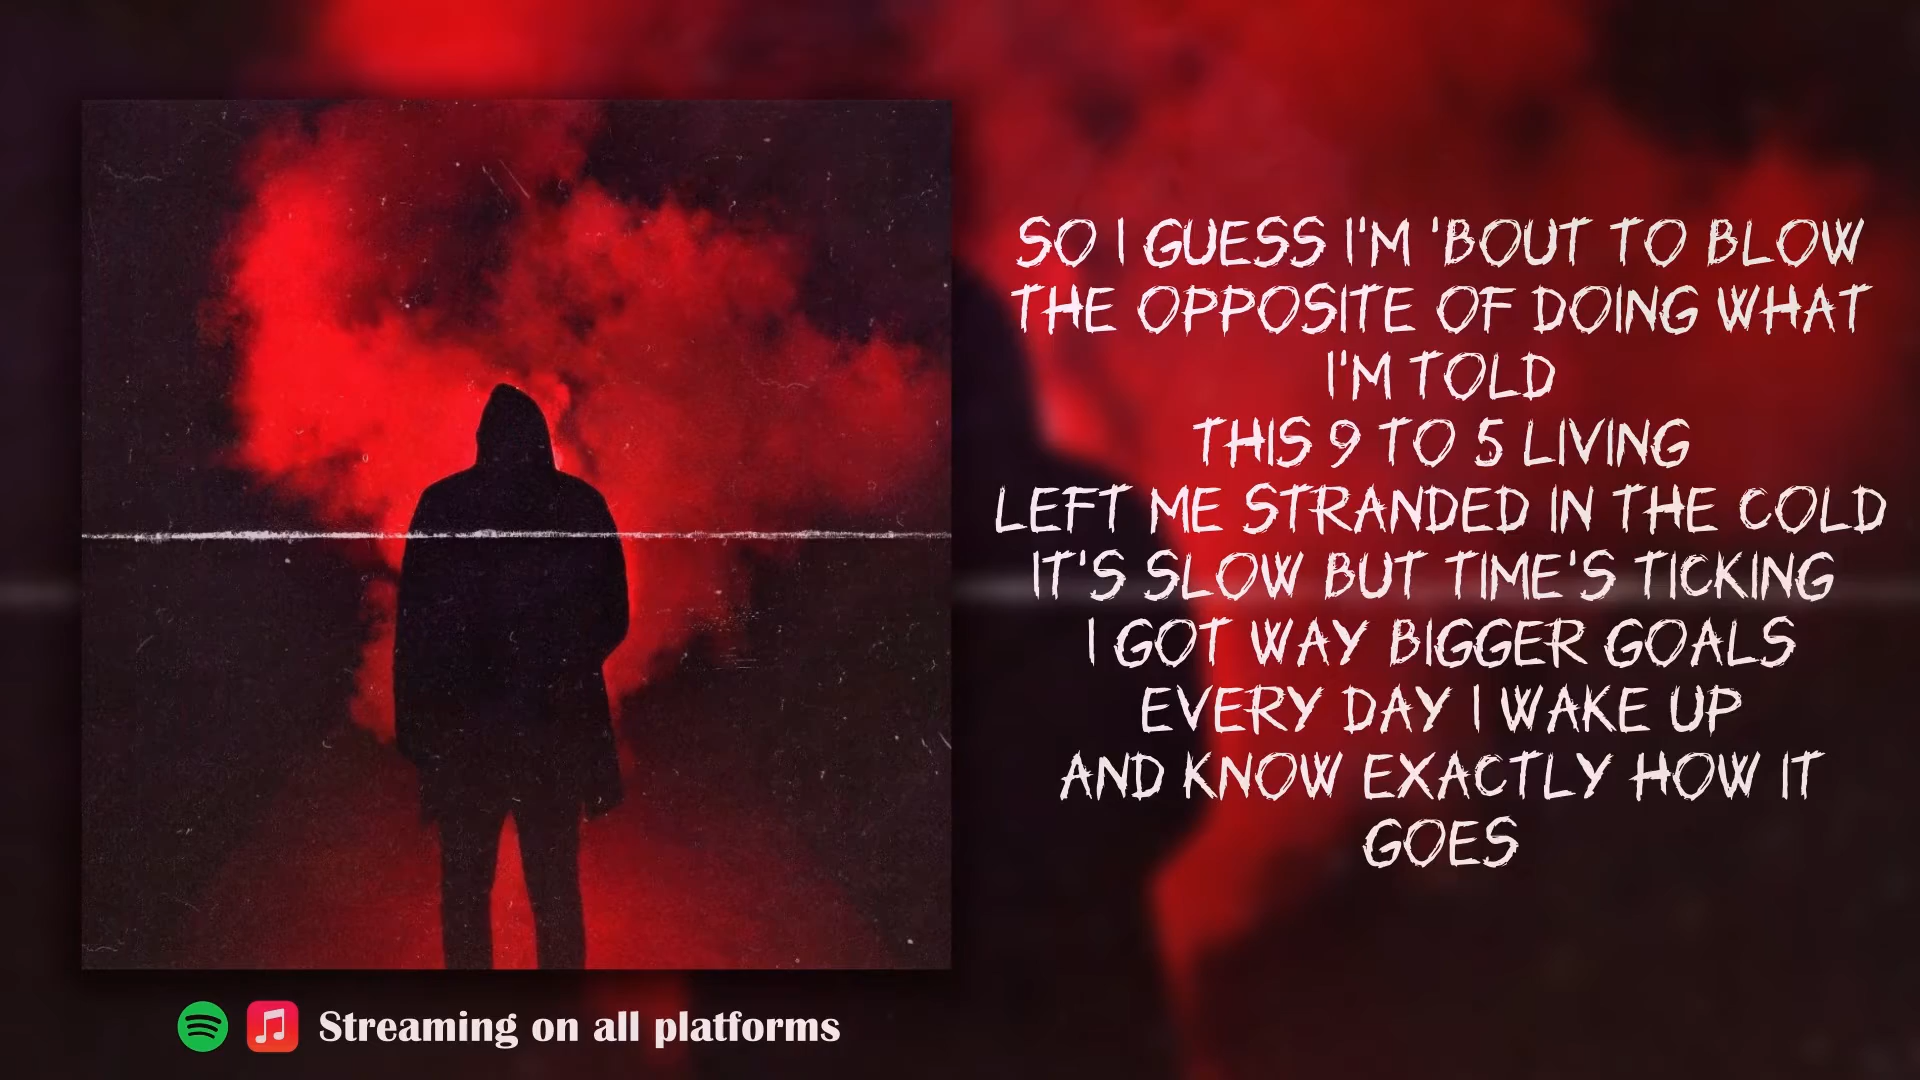 SO I GUESS I'M 'BOUT TO BLOW
THE OPPOSITE OF DOING WHAT
I'M TOLD
THIS 9 TO 5 LIVING
LEFT ME STRANDED IN THE COLD
IT'S SLOW BUT TIME'S TICKING
I GOT WAY BIGGER GOALS
EVERY DAY I WAKE UP
AND KNOW EXACTLY HOW IT
GOES
Streaming on all platforms